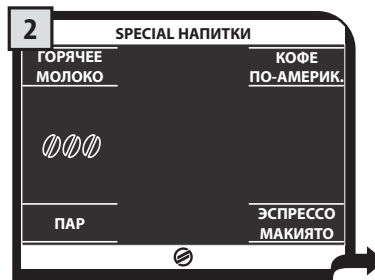 2
SPECIAL НАПИТКИ
ГОРЯЧЕЕ
МОЛОКО
КОФЕ
ПО-АМЕРИК.
ПАР
ЭСПРЕССО
МАКИЯТО